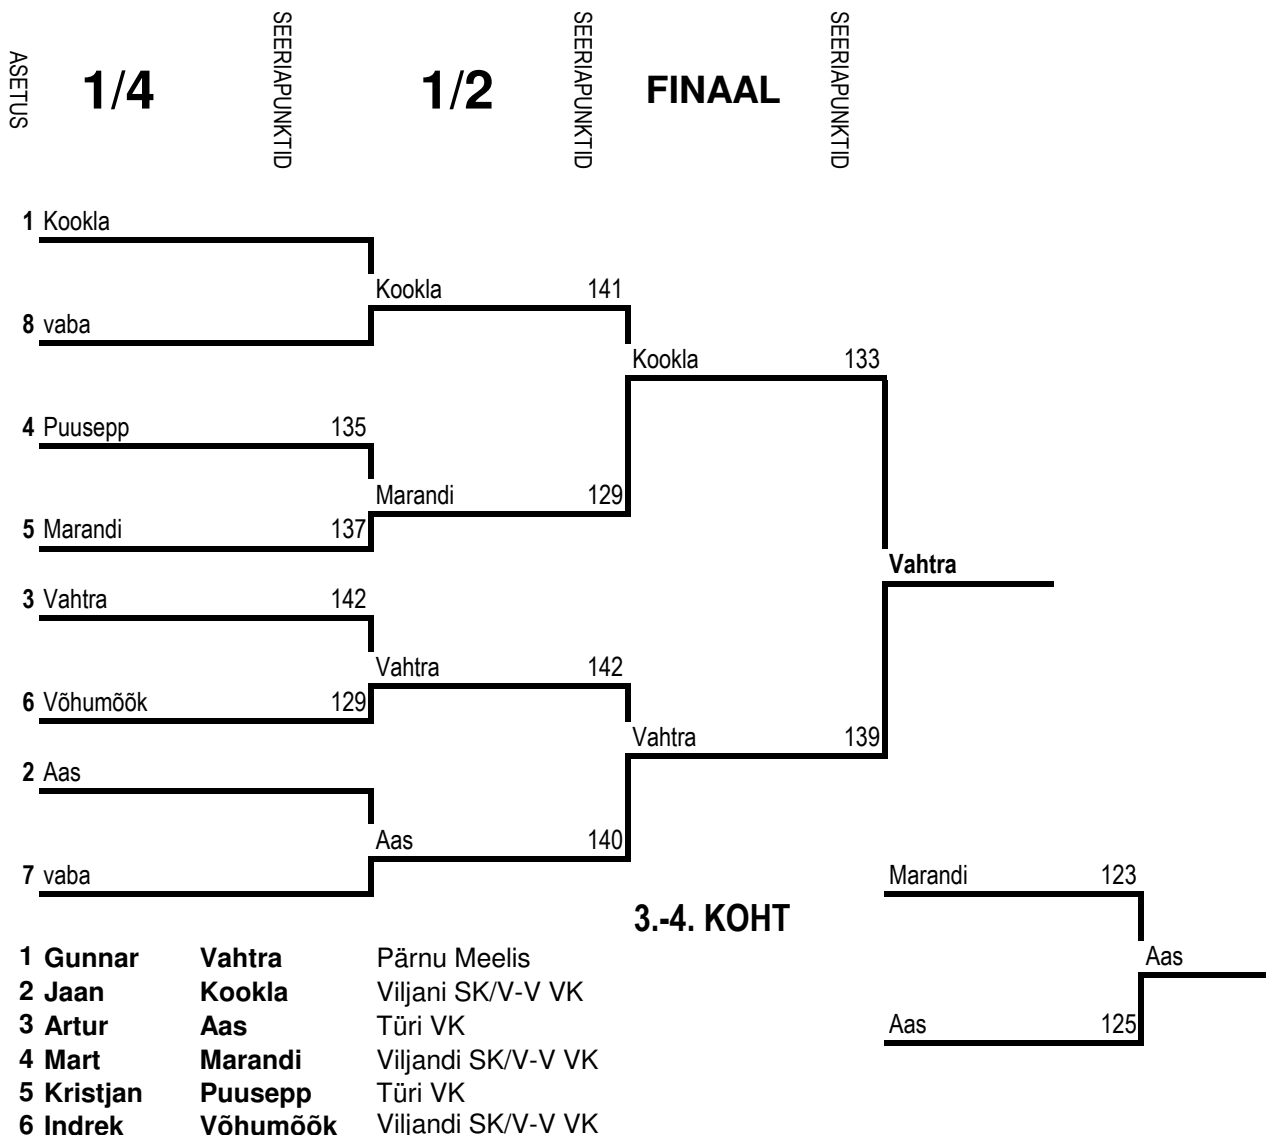 ASETUS 1/4 SEERIAPUNKTID 1/2 SEERIAPUNKTID FINAAL SEERIAPUNKTID
1 Kookla
Kookla 141
8 vaba
Kookla 133
4 Puusepp 135
Marandi 129
5 Marandi 137
Vahtra
3 Vahtra 142
Vahtra 142
6 Võhumõõk 129
Vahtra 139
2 Aas
Aas 140
7 vaba
Marandi 123
3.-4. KOHT
Aas
Aas 125
1 Gunnar Vahtra Pärnu Meelis
2 Jaan Kookla Viljani SK/V-V VK
3 Artur Aas Türi VK
4 Mart Marandi Viljandi SK/V-V VK
5 Kristjan Puusepp Türi VK
6 Indrek Võhumõõk Viljandi SK/V-V VK